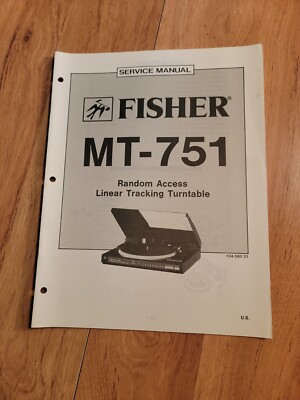 SERVICE MANUAL
FISHER®
MT-751
Random Access
Linear Tracking Turntable
U.S.